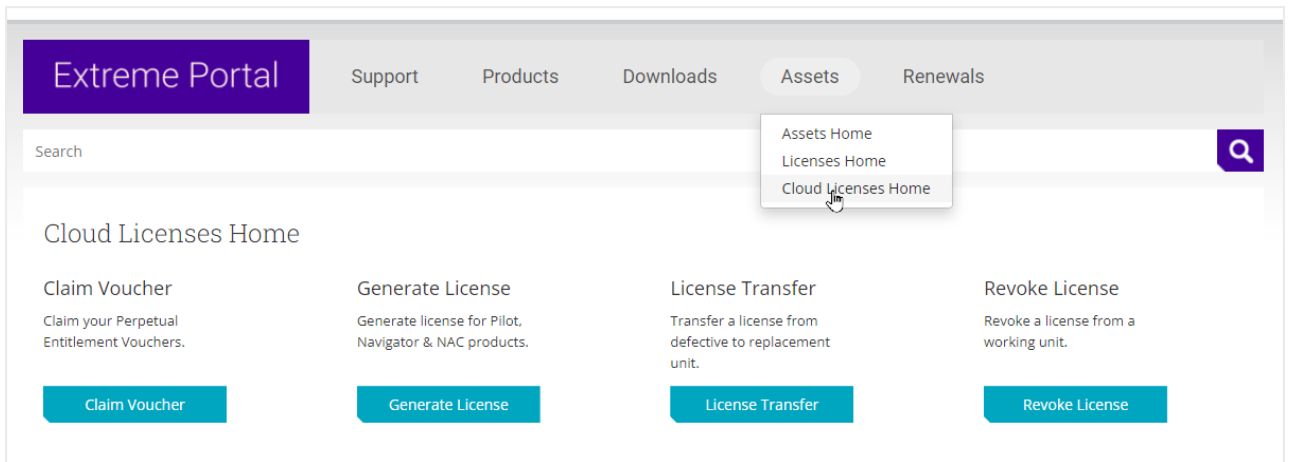 Extreme Portal
Support
Products
Downloads
Assets
Renewals
Assets Home
Licenses Home
Cloud Licenses Home
Search
Cloud Licenses Home
Claim Voucher
Claim your Perpetual
Entitlement Vouchers.
Claim Voucher
Generate License
Generate license for Pilot,
Navigator & NAC products.
Generate License
License Transfer
Transfer a license from
defective to replacement
unit.
License Transfer
Revoke License
Revoke a license from a
working unit.
Revoke License